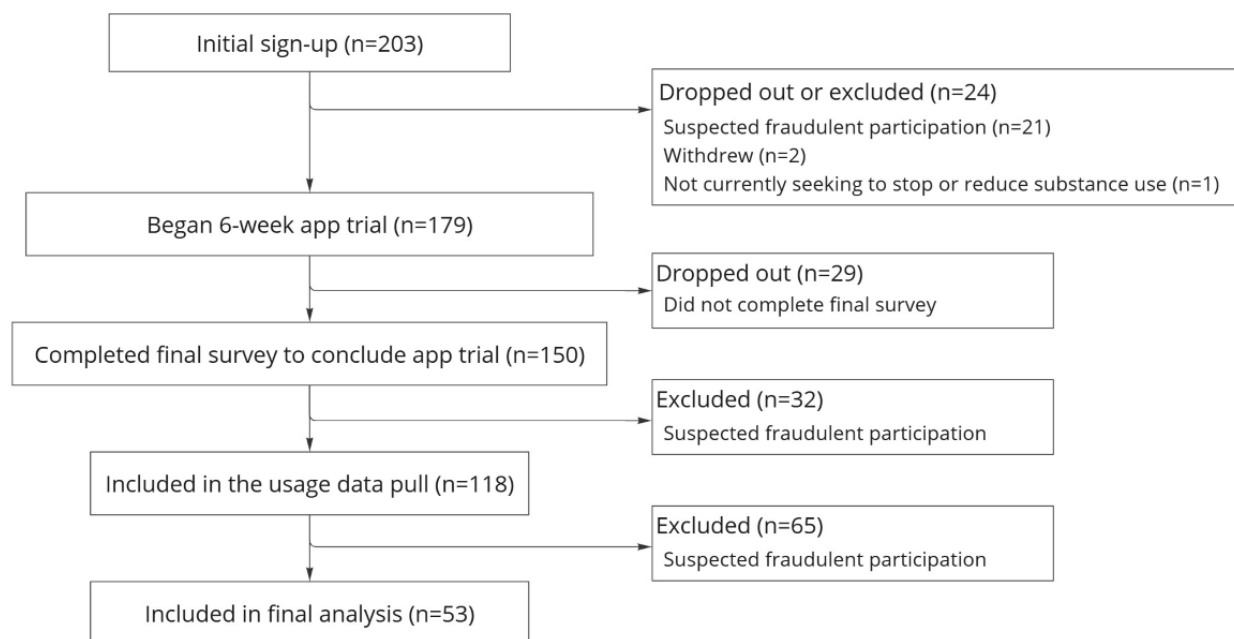 Initial sign-up (n=203)
Dropped out or excluded (n=24)
Suspected fraudulent participation (n=21)
Withdrew (n=2)
Not currently seeking to stop or reduce substance use (n=1)
Began 6-week app trial (n=179)
Dropped out (n=29)
Did not complete final survey
Completed final survey to conclude app trial (n=150)
Excluded (n=32)
Suspected fraudulent participation
Included in the usage data pull (n=118)
Excluded (n=65)
Suspected fraudulent participation
Included in final analysis (n=53)